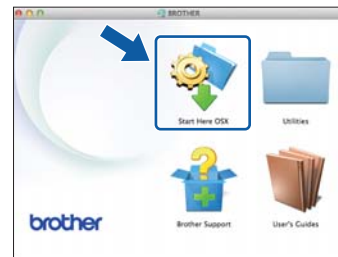 BROTHER
Start Here OSX
Utilities
Brother Support
User's Guides
brother